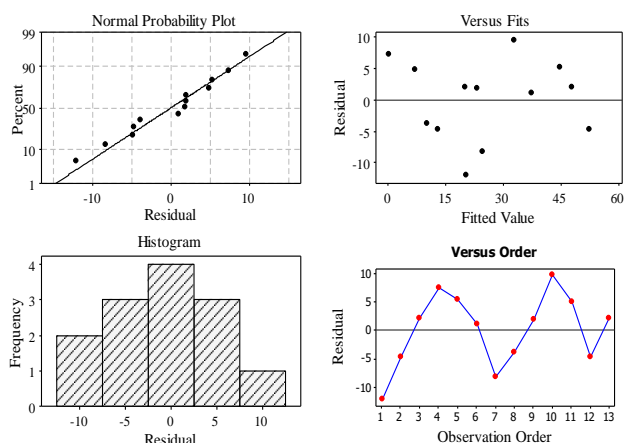 Normal Probability Plot
99
90
50
10
1
Percent
-10 0 10
Residual
Versus Fits
10
5
0
-5
-10
Residual
0 15 30 45 60
Fitted Value
Histogram
4
3
2
1
0
Frequency
-10 -5 0 5 10
Residual
Versus Order
10
5
0
-5
-10
Residual
1 2 3 4 5 6 7 8 9 10 11 12 13
Observation Order